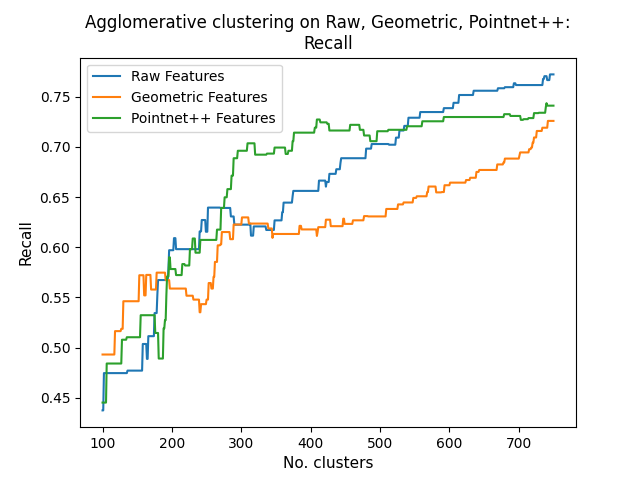 Agglomerative clustering on Raw, Geometric, Pointnet++:
Recall
Raw Features
Geometric Features
Pointnet++ Features
Recall
0.75
0.70
0.65
0.60
0.55
0.50
0.45
100 200 300 400 500 600 700
No. clusters